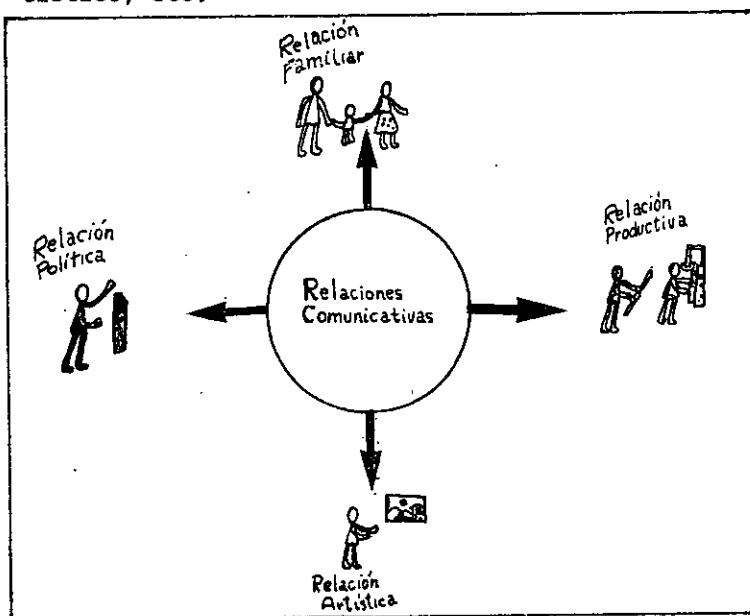 Relación
Familiar
Relación
Política
Relación
Productiva
Relaciones
Comunicativas
Relación
Artística